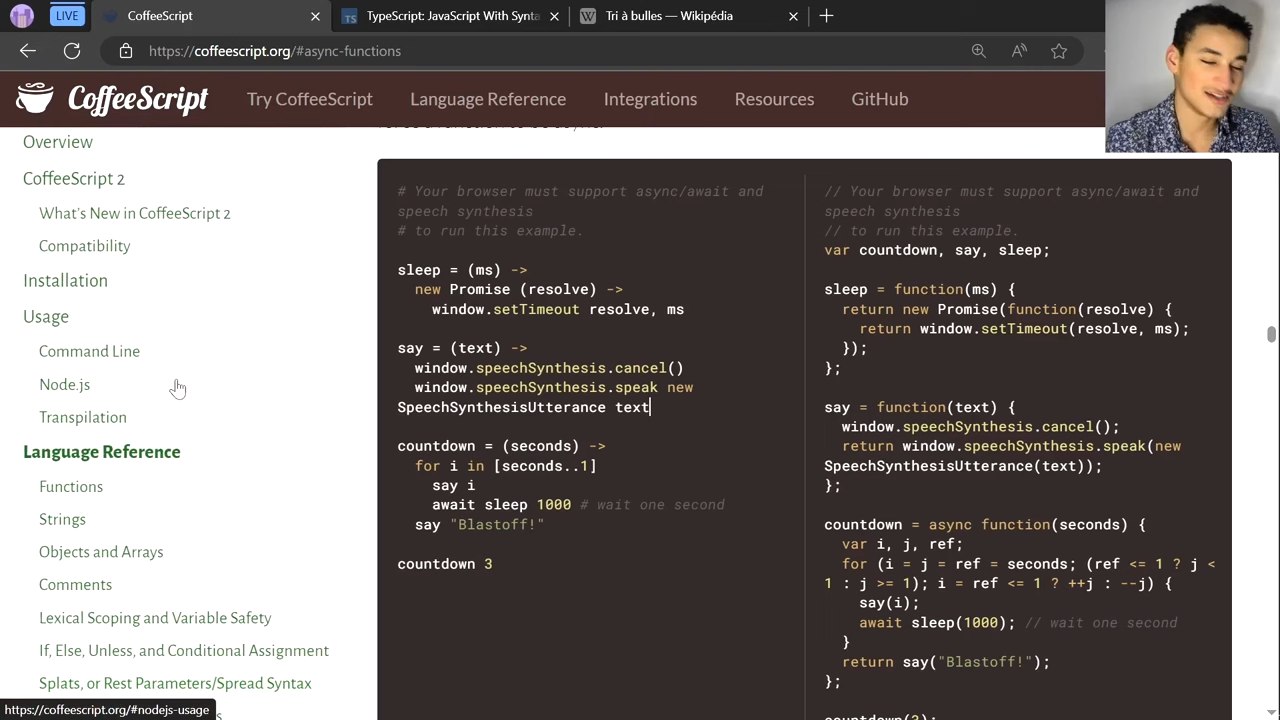 LIVE
CoffeeScript
TypeScript: JavaScript With Synta
Tri à bulles — Wikipédia
https://coffeescript.org/#async-functions
CoffeeScript
Try CoffeeScript
Language Reference
Integrations
Resources
GitHub
Overview
CoffeeScript 2
What's New in CoffeeScript 2
Compatibility
Installation
Usage
Command Line
Node.js
Transpilation
Language Reference
Functions
Strings
Objects and Arrays
Comments
Lexical Scoping and Variable Safety
If, Else, Unless, and Conditional Assignment
Splats, or Rest Parameters/Spread Syntax
https://coffeescript.org/#nodejs-usage
# Your browser must support async/await and
speech synthesis
# to run this example.
sleep = (ms) ->
new Promise (resolve) ->
window.setTimeout resolve, ms
say = (text) ->
window.speechSynthesis.cancel()
window.speechSynthesis.speak new
SpeechSynthesisUtterance text
countdown = (seconds) ->
for i in [seconds..1]
say i
await sleep 1000 # wait one second
say "Blastoff!"
countdown 3
// Your browser must support async/await and
speech synthesis
// to run this example.
var countdown, say, sleep;
sleep = function(ms) {
return new Promise(function(resolve) {
return window.setTimeout(resolve, ms);
});
};
say = function(text) {
window.speechSynthesis.cancel();
return window.speechSynthesis.speak(new
SpeechSynthesisUtterance(text));
};
countdown = async function(seconds) {
var i, j, ref;
for (i = j = ref = seconds; (ref <= 1 ? j <
1 : j >= 1); i = ref <= 1 ? ++j : --j) {
say(i);
await sleep(1000); // wait one second
}
return say("Blastoff!");
};
countdown(3);